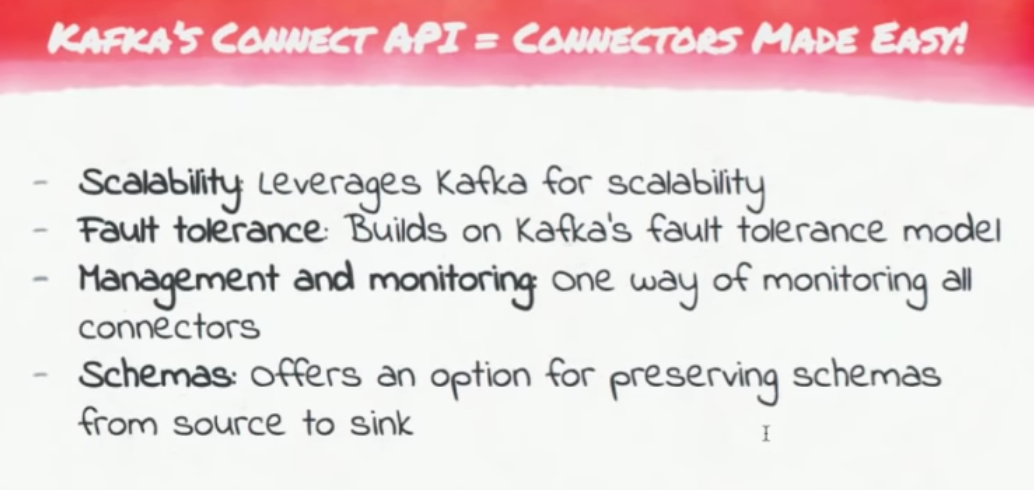 KAFKA'S CONNECT API = CONNECTORS MADE EASY!
- Scalability: Leverages Kafka for scalability
- Fault tolerance: Builds on Kafka's fault tolerance model
- Management and monitoring: One way of monitoring all
connectors
- Schemas: Offers an option for preserving schemas
from source to sink